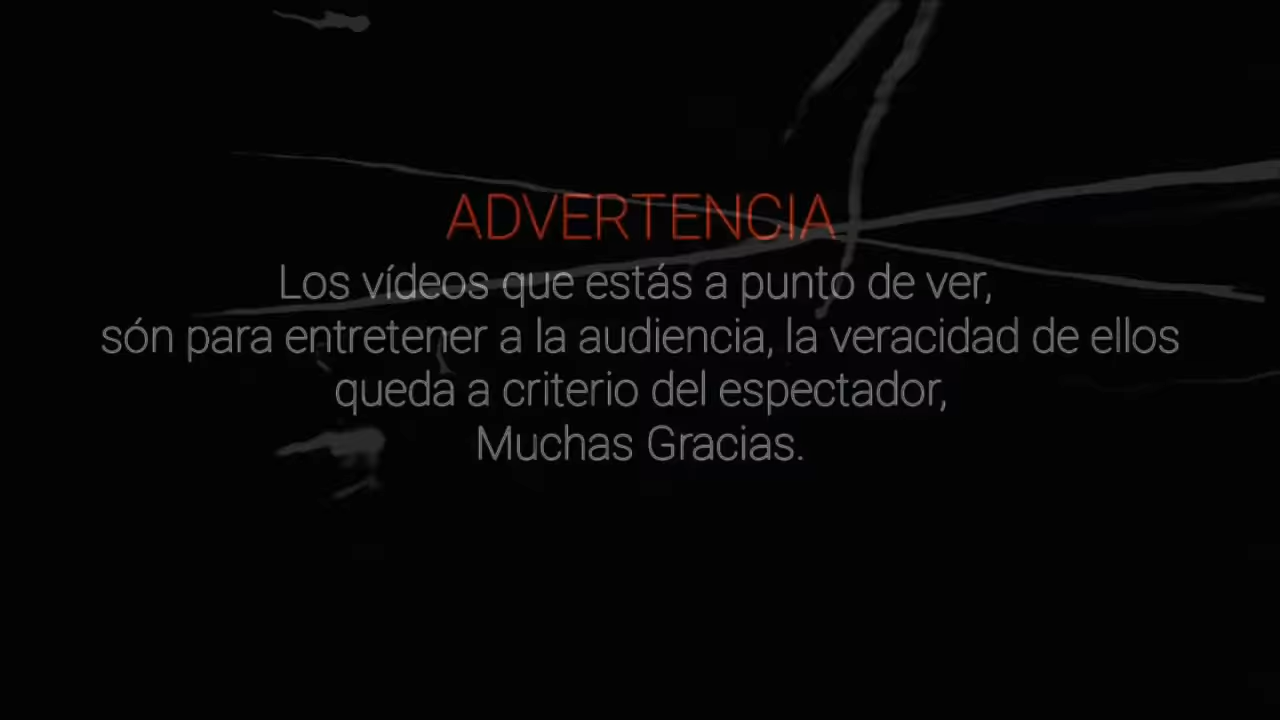 ADVERTENCIA
Los vídeos que estás a punto de ver,
són para entretener a la audiencia, la veracidad de ellos
queda a criterio del espectador,
Muchas Gracias.